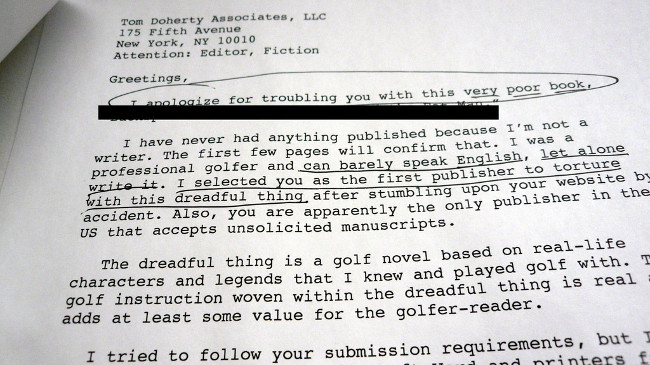 Tom Doherty Associates, LLC
175 Fifth Avenue
New York, NY 10010
Attention: Editor, Fiction
Greetings,
I apologize for troubling you with this very poor book,
I have never had anything published because I'm not a
writer. The first few pages will confirm that. I was a
professional golfer and can barely speak English, let alone
write it. I selected you as the first publisher to torture
with this dreadful thing after stumbling upon your website by
accident. Also, you are apparently the only publisher in the
US that accepts unsolicited manuscripts.
The dreadful thing is a golf novel based on real-life
characters and legends that I knew and played golf with.
golf instruction woven within the dreadful thing is real
adds at least some value for the golfer-reader.
I tried to follow your submission requirements, but I
and printers